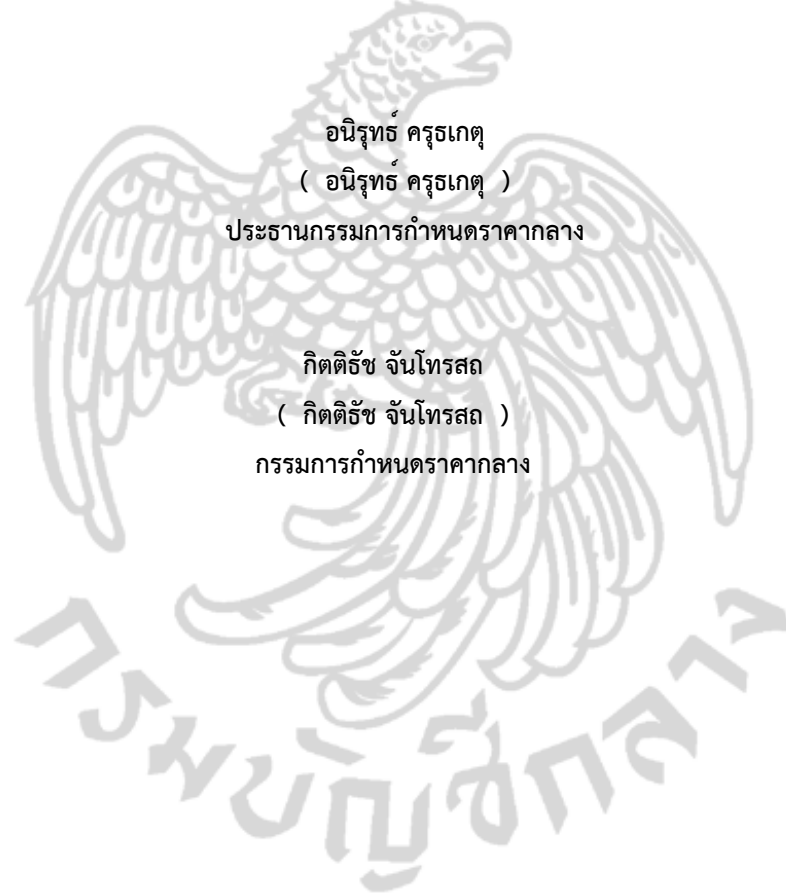 อนิรุทธ์ ครุธเกตุ
( อนิรุทธ์ ครุธเกตุ )
ประธานกรรมการกำหนดราคากลาง
กิตติธัช จันโทรสถ
( กิตติธัช จันโทรสถ )
กรรมการกำหนดราคากลาง
กรมบัญชีกลาง